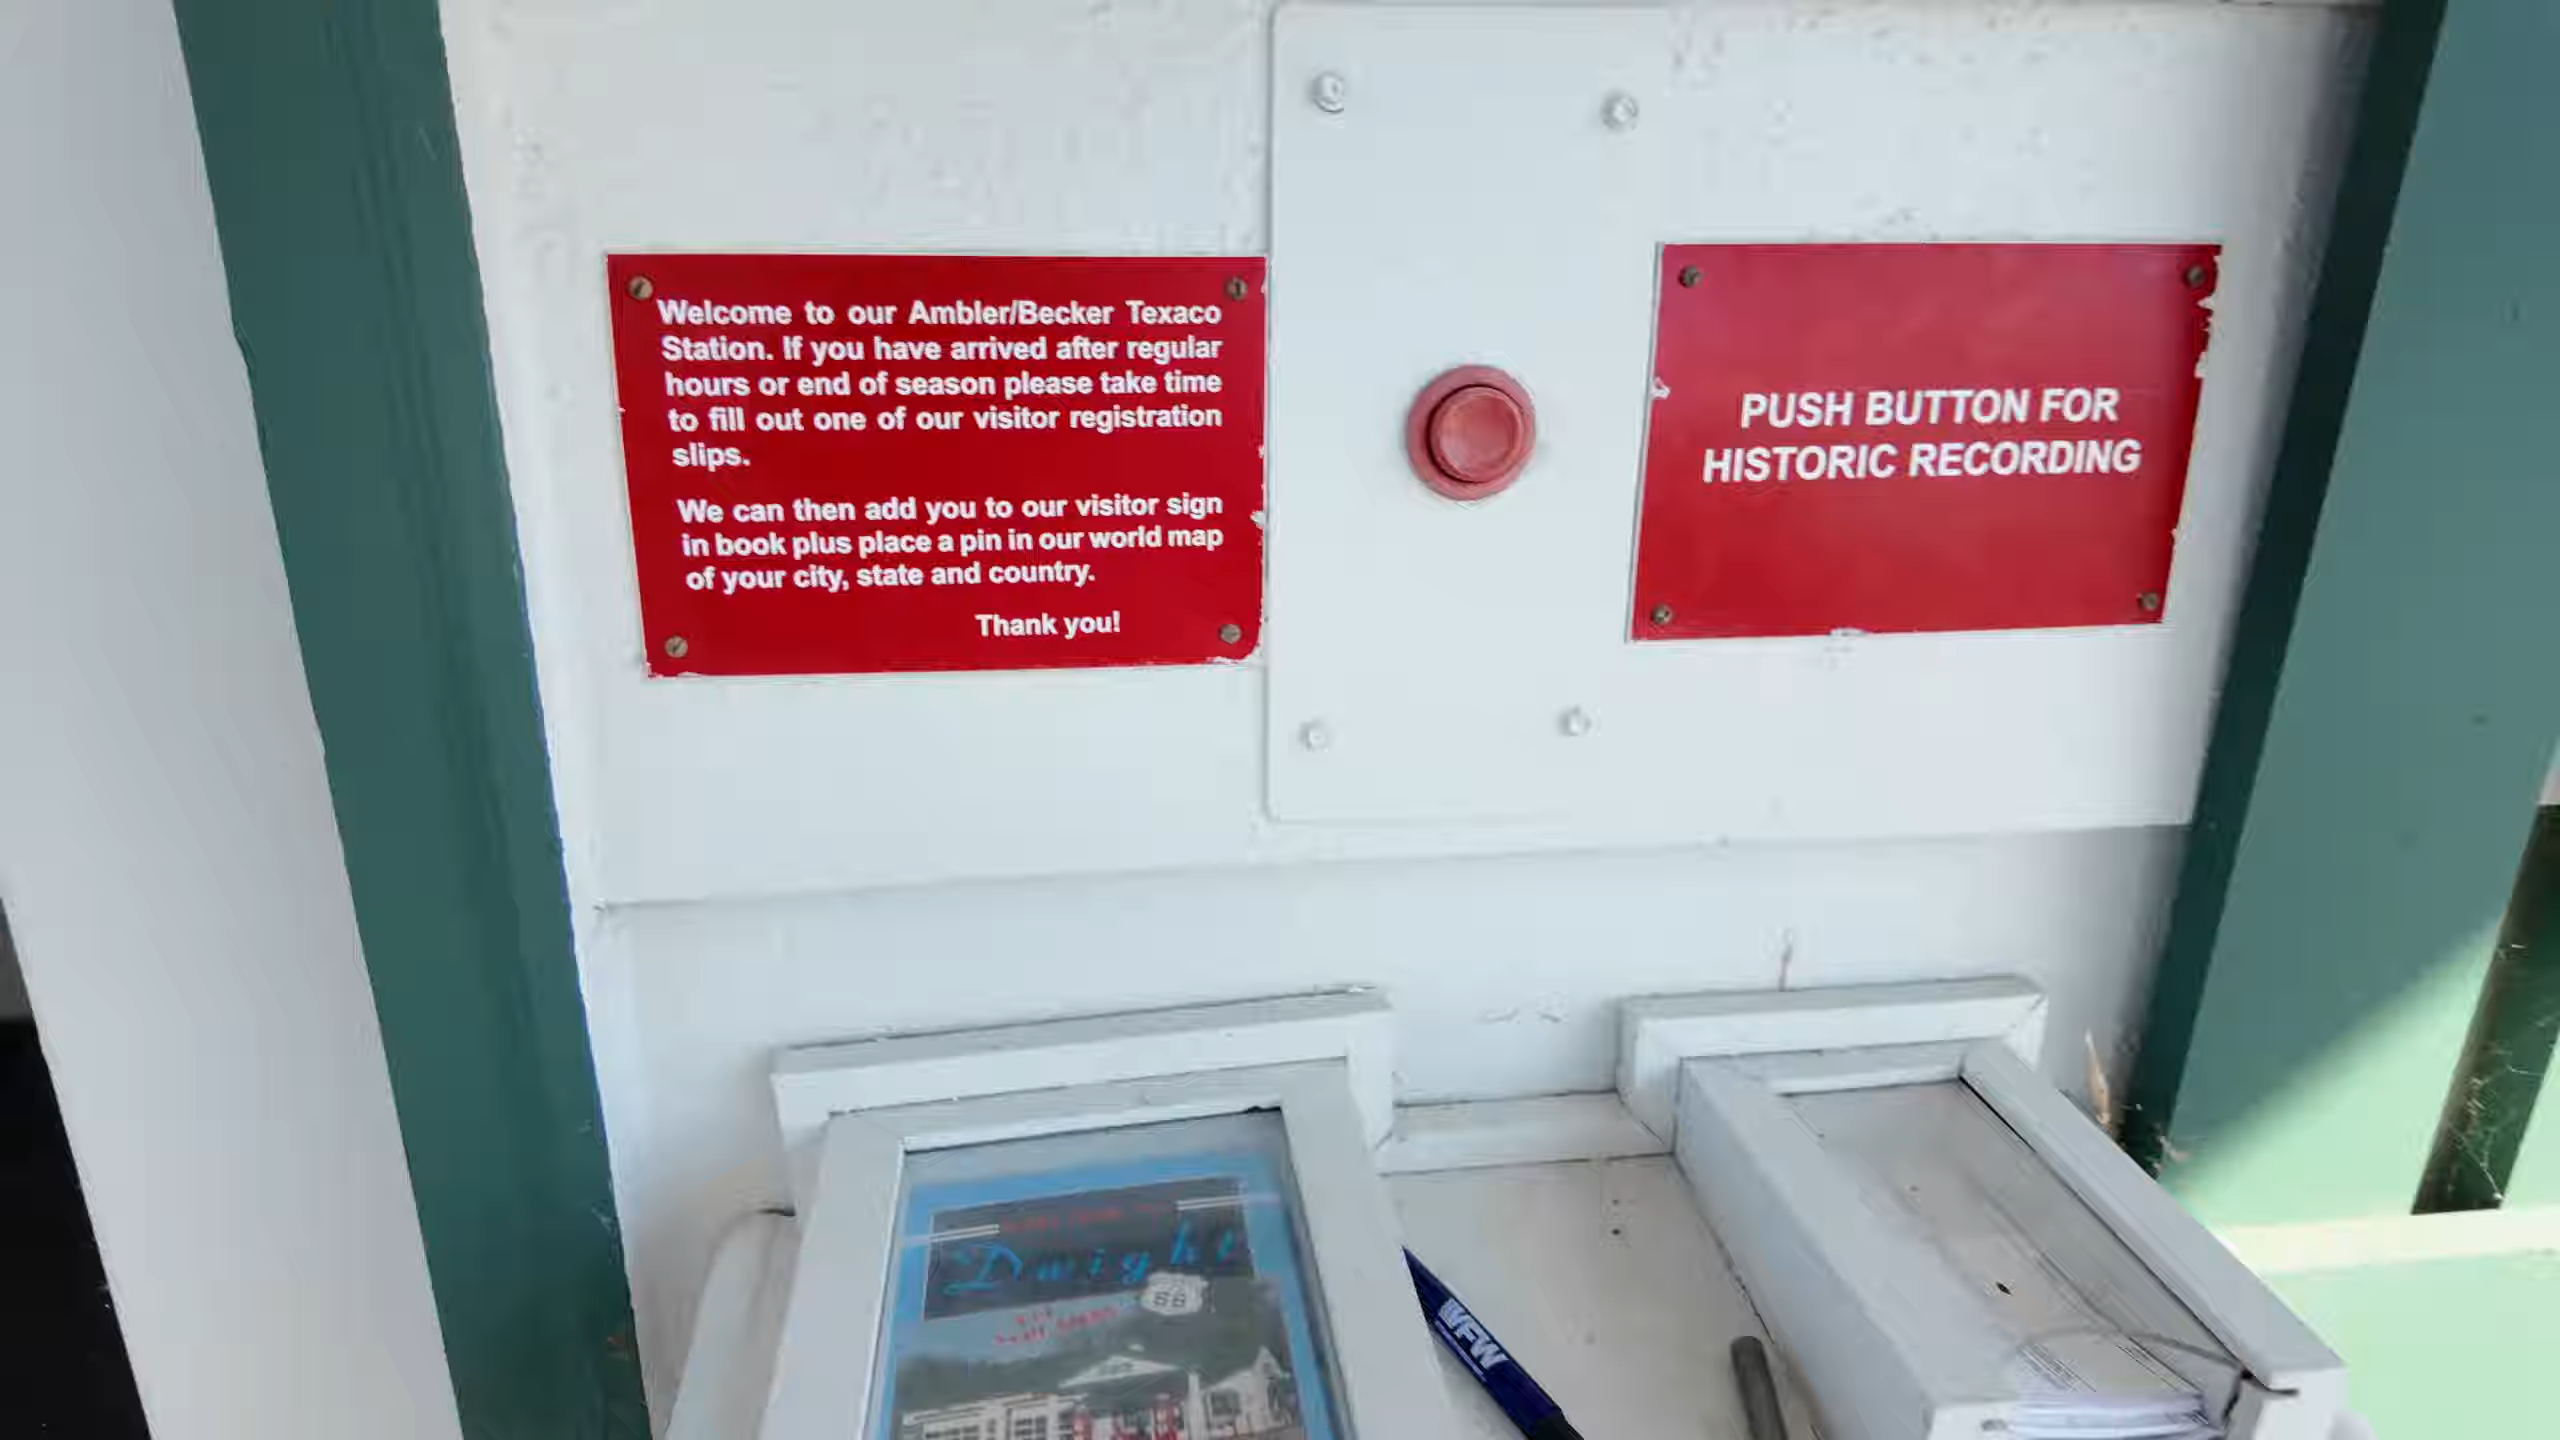 Welcome to our Ambler/Becker Texaco
Station. If you have arrived after regular
hours or end of season please take time
to fill out one of our visitor registration
slips.
We can then add you to our visitor sign
in book plus place a pin in our world map
of your city, state and country.
Thank you!
PUSH BUTTON FOR
HISTORIC RECORDING
Dwight
66
VFW